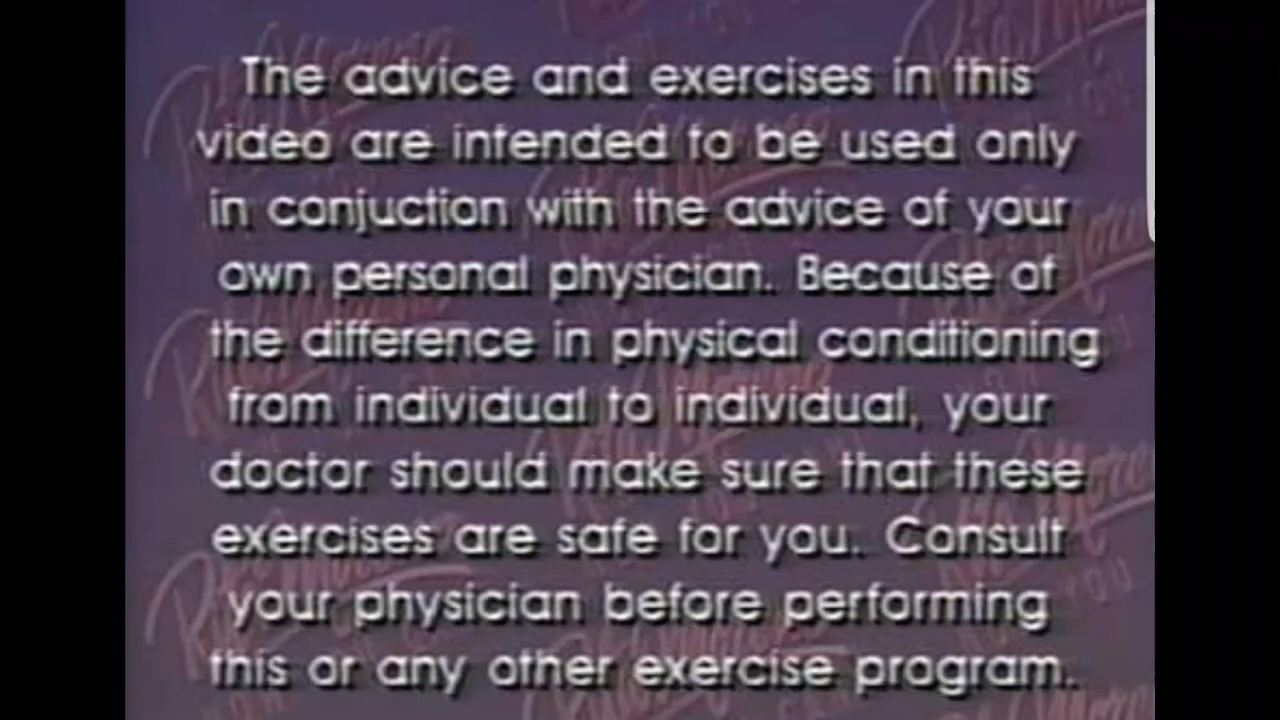 The advice and exercises in this
video are intended to be used only
in conjuction with the advice of your
own personal physician. Because of
the difference in physical conditioning
from individual to individual, your
doctor should make sure that these
exercises are safe for you. Consult
your physician before performing
this or any other exercise program.